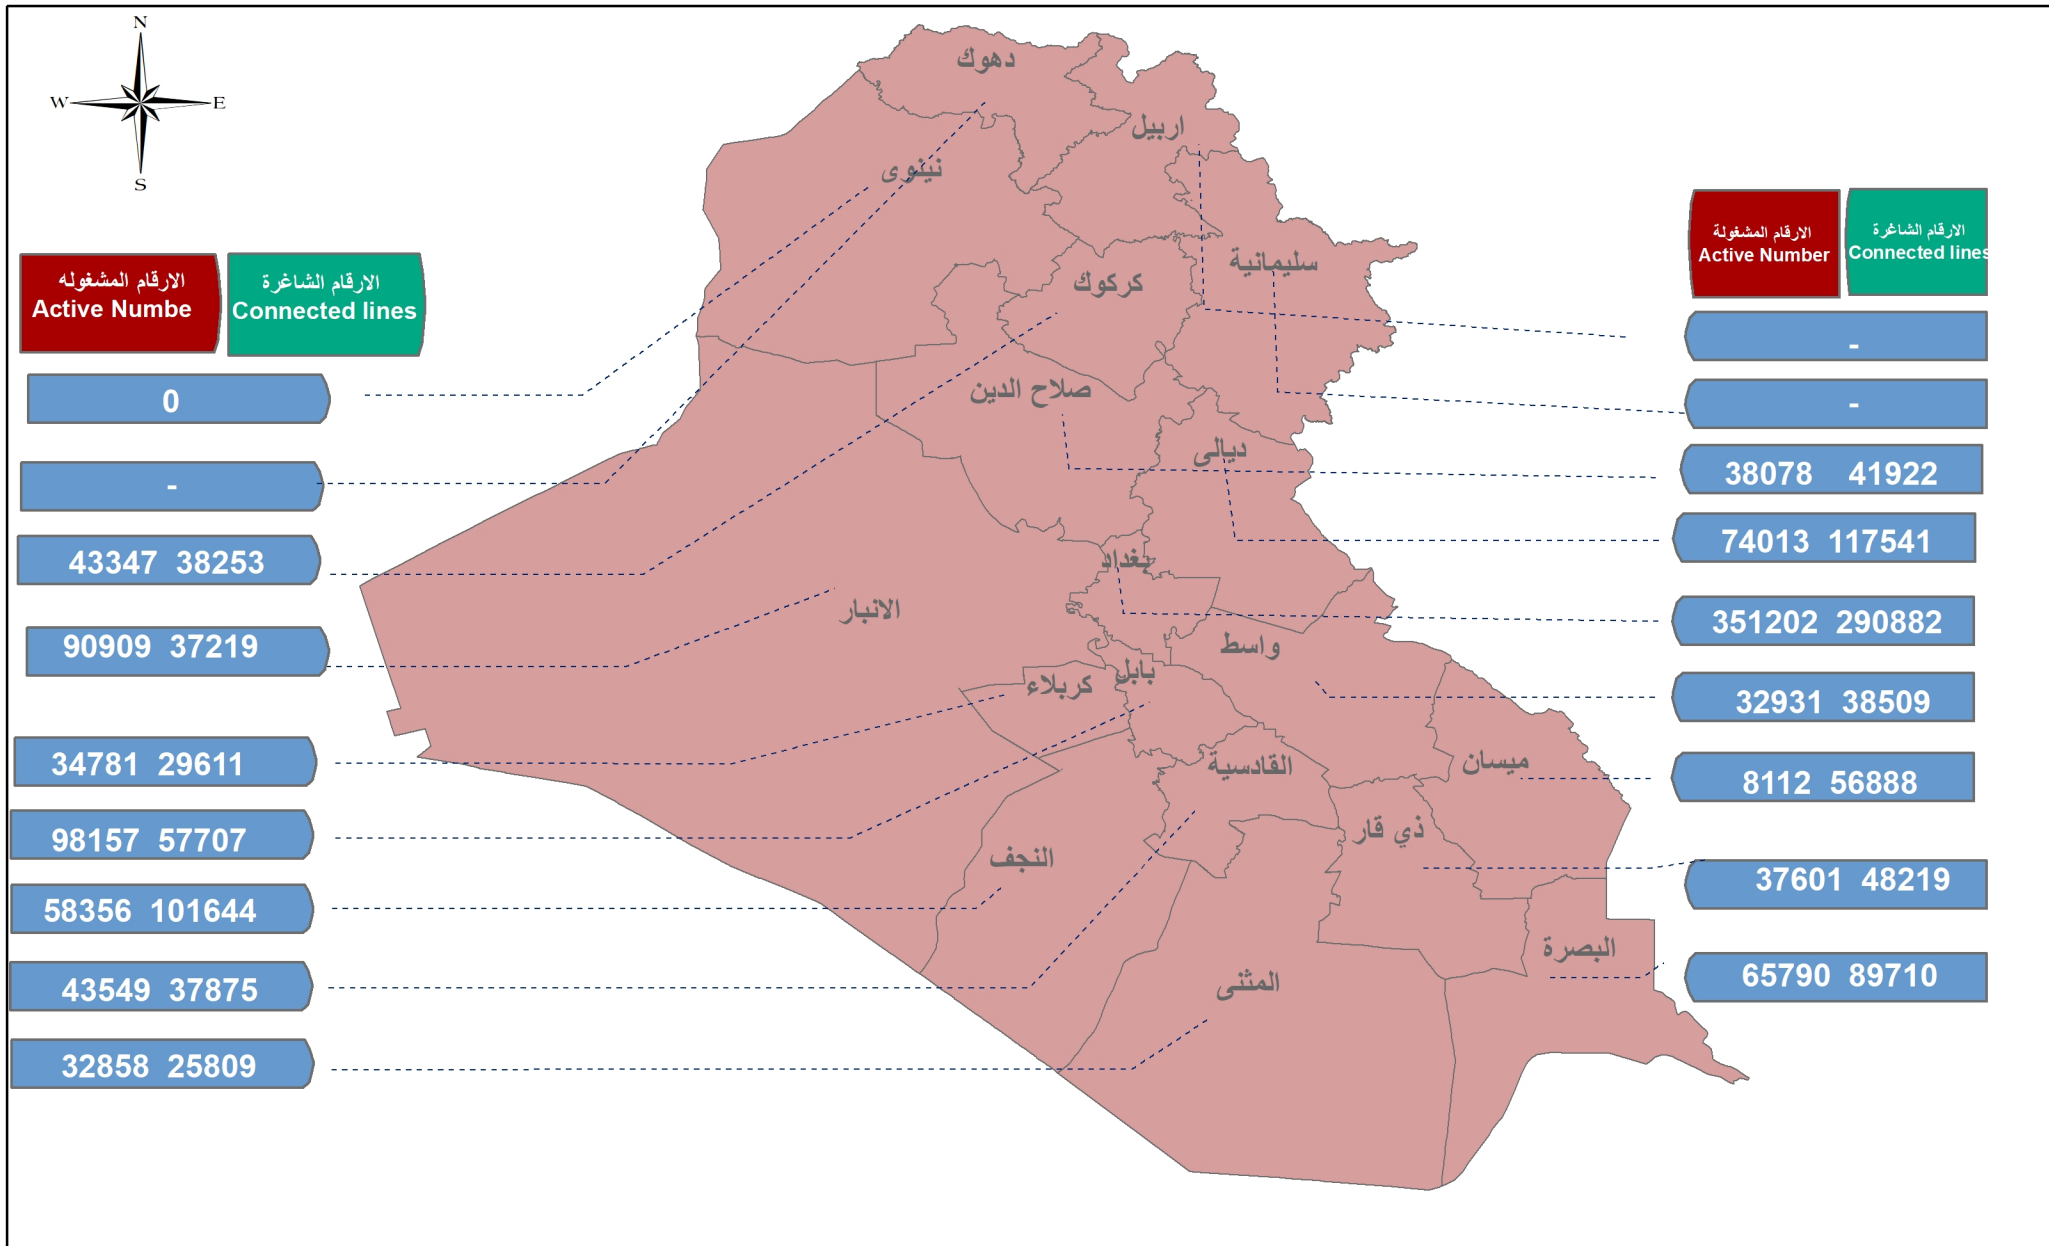 N
W E
S
دهوك
اربيل
نينوى
سليمانية
كركوك
صلاح الدين
ديالى
بغداد
الانبار
واسط
بابل
كربلاء
القادسية
ميسان
ذي قار
النجف
البصرة
المثنى
الارقام المشغوله
Active Numbe
الارقام الشاغرة
Connected lines
0
-
43347 38253
90909 37219
34781 29611
98157 57707
58356 101644
43549 37875
32858 25809
الارقام المشغولة
Active Number
الارقام الشاغرة
Connected lines
-
-
38078 41922
74013 117541
351202 290882
32931 38509
8112 56888
37601 48219
65790 89710